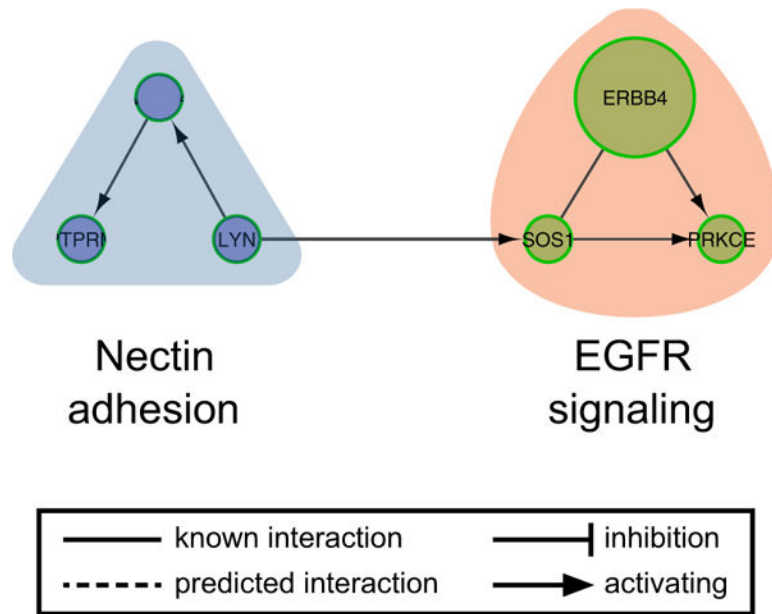 ERBB4
LYN
SOS1
PRKCE
Nectin
adhesion
EGFR
signaling
known interaction
inhibition
predicted interaction
activating